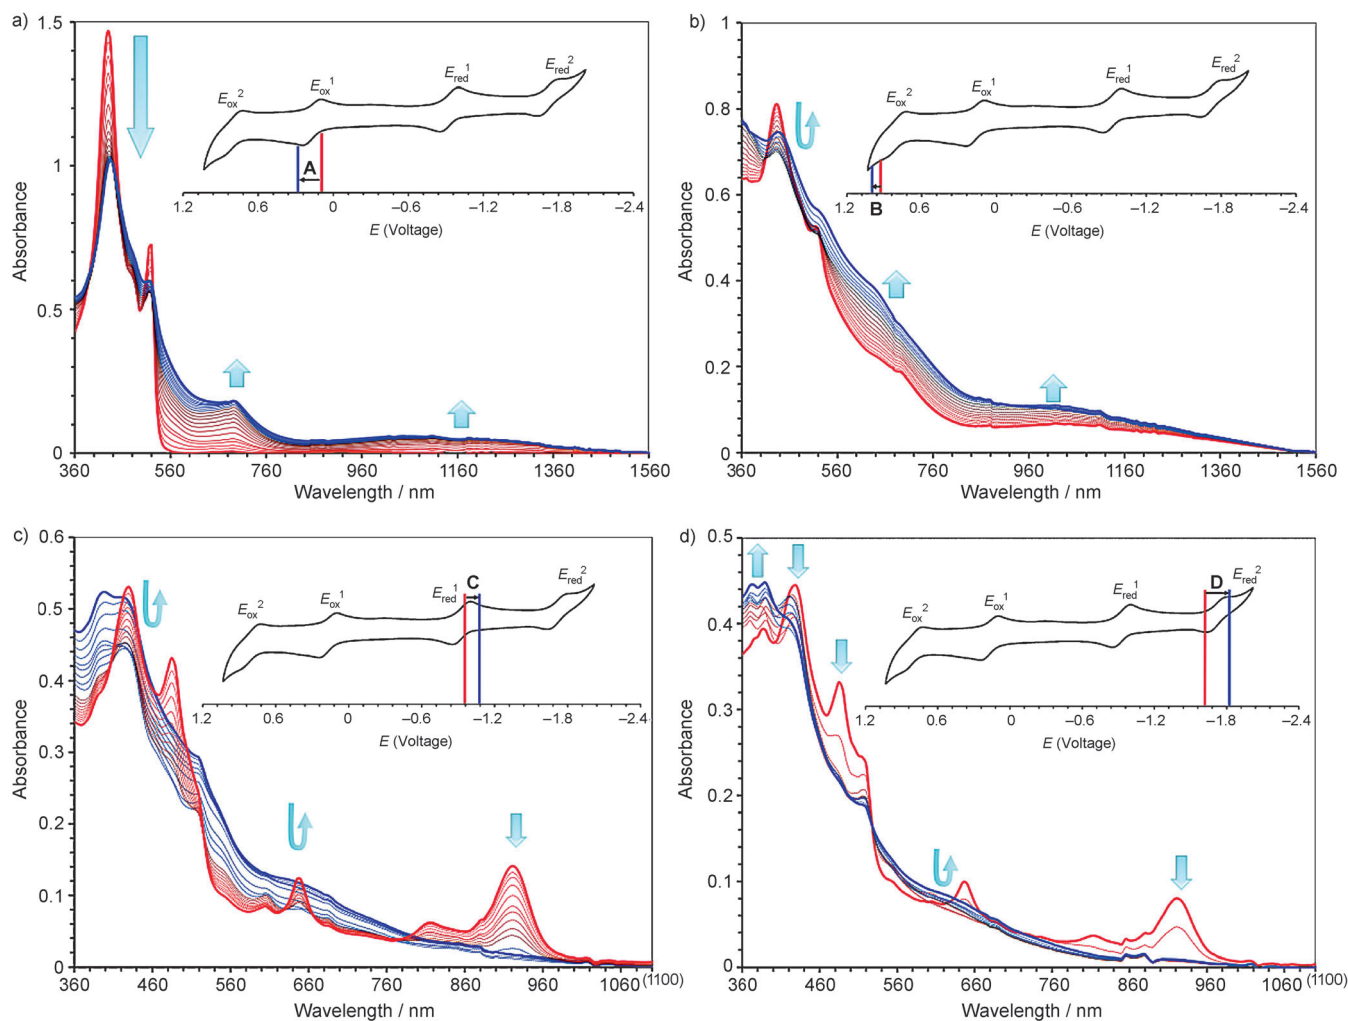 a)
1.5
1
0.5
0
Absorbance
E_ox^2
E_ox^1
E_red^1
E_red^2
A
1.2 0.6 0 –0.6 –1.2 –1.8 –2.4
E (Voltage)
360 560 760 960 1160 1360 1560
Wavelength / nm
b)
1
0.8
0.6
0.4
0.2
0
Absorbance
E_ox^2
E_ox^1
E_red^1
E_red^2
B
1.2 0.6 0 –0.6 –1.2 –1.8 –2.4
E (Voltage)
360 560 760 960 1160 1360 1560
Wavelength / nm
c)
0.6
0.5
0.4
0.3
0.2
0.1
0
Absorbance
E_ox^2
E_ox^1
E_red^1
C
E_red^2
1.2 0.6 0 –0.6 –1.2 –1.8 –2.4
E (Voltage)
360 460 560 660 760 860 960 1060 (1100)
Wavelength / nm
d)
0.5
0.4
0.3
0.2
0.1
0
Absorbance
E_ox^2
E_ox^1
E_red^1
D
E_red^2
1.2 0.6 0 –0.6 –1.2 –1.8 –2.4
E (Voltage)
360 460 560 660 760 860 960 1060 (1100)
Wavelength / nm